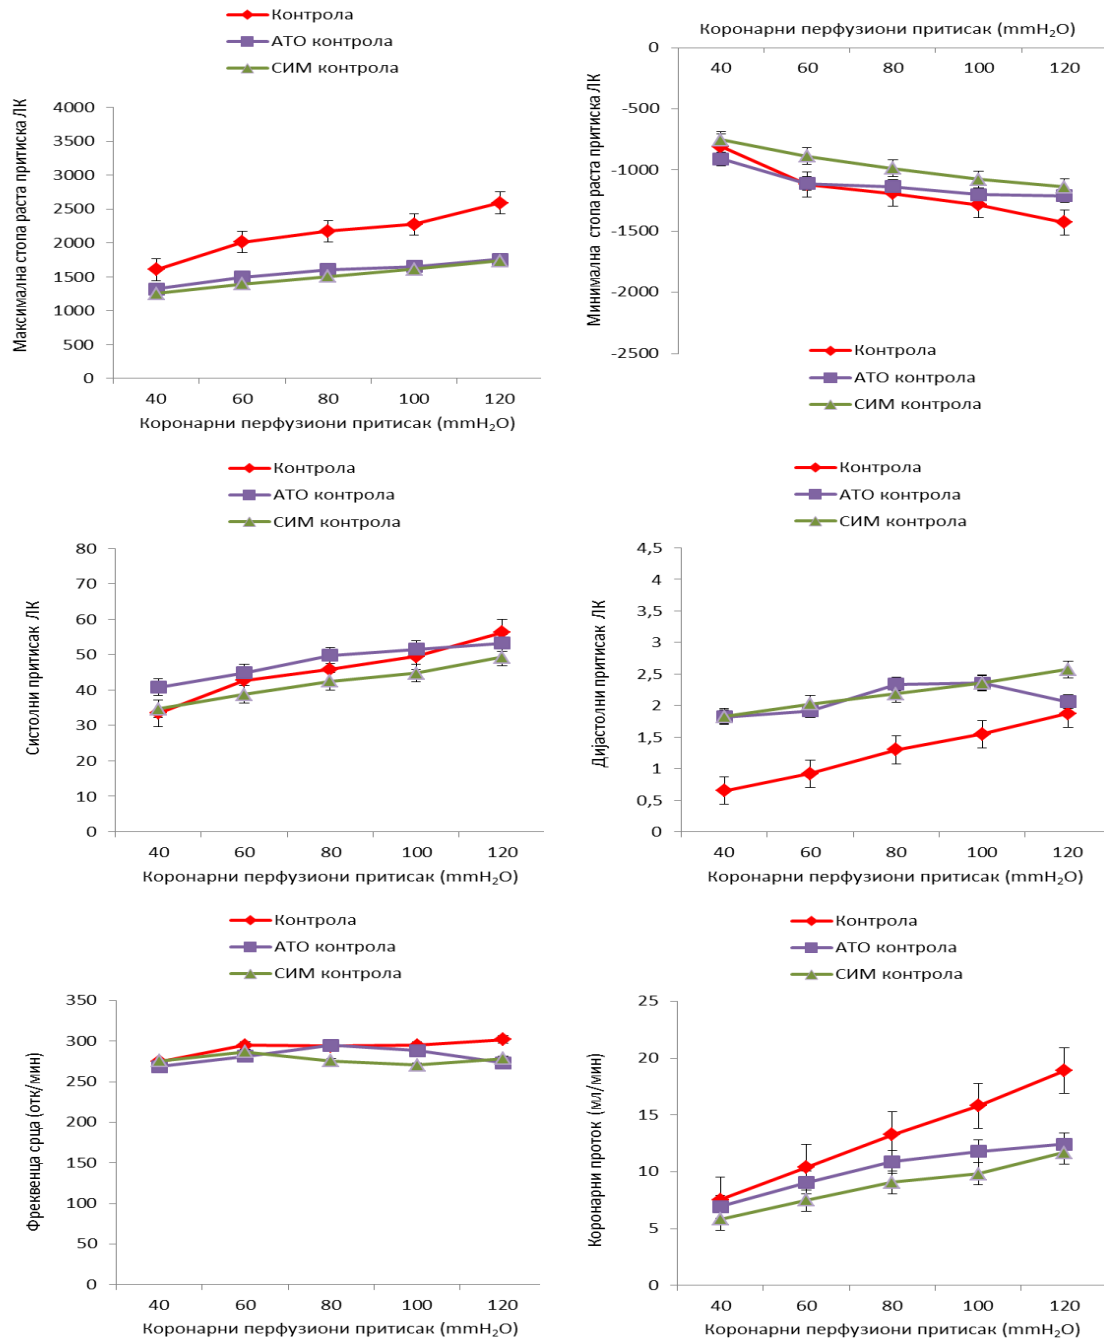 Контрола
АТО контрола
СИМ контрола
Максимална стопа раста притиска ЛК
4000
3500
3000
2500
2000
1500
1000
500
0
40 60 80 100 120
Коронарни перфузиони притисак (mmH₂O)
Коронарни перфузиони притисак (mmH₂O)
40 60 80 100 120
Минимална стопа раста притиска ЛК
0
-500
-1000
-1500
-2000
-2500
Контрола
АТО контрола
СИМ контрола
Контрола
АТО контрола
СИМ контрола
Систолни притисак ЛК
80
70
60
50
40
30
20
10
0
40 60 80 100 120
Коронарни перфузиони притисак (mmH₂O)
Контрола
АТО контрола
СИМ контрола
Дијастолни притисак ЛК
4,5
4
3,5
3
2,5
2
1,5
1
0,5
0
40 60 80 100 120
Коронарни перфузиони притисак (mmH₂O)
Контрола
АТО контрола
СИМ контрола
Фреквенца срца (отк/мин)
350
300
250
200
150
100
50
0
40 60 80 100 120
Коронарни перфузиони притисак (mmH₂O)
Контрола
АТО контрола
СИМ контрола
Коронарни проток (мл/мин)
25
20
15
10
5
0
40 60 80 100 120
Коронарни перфузиони притисак (mmH₂O)